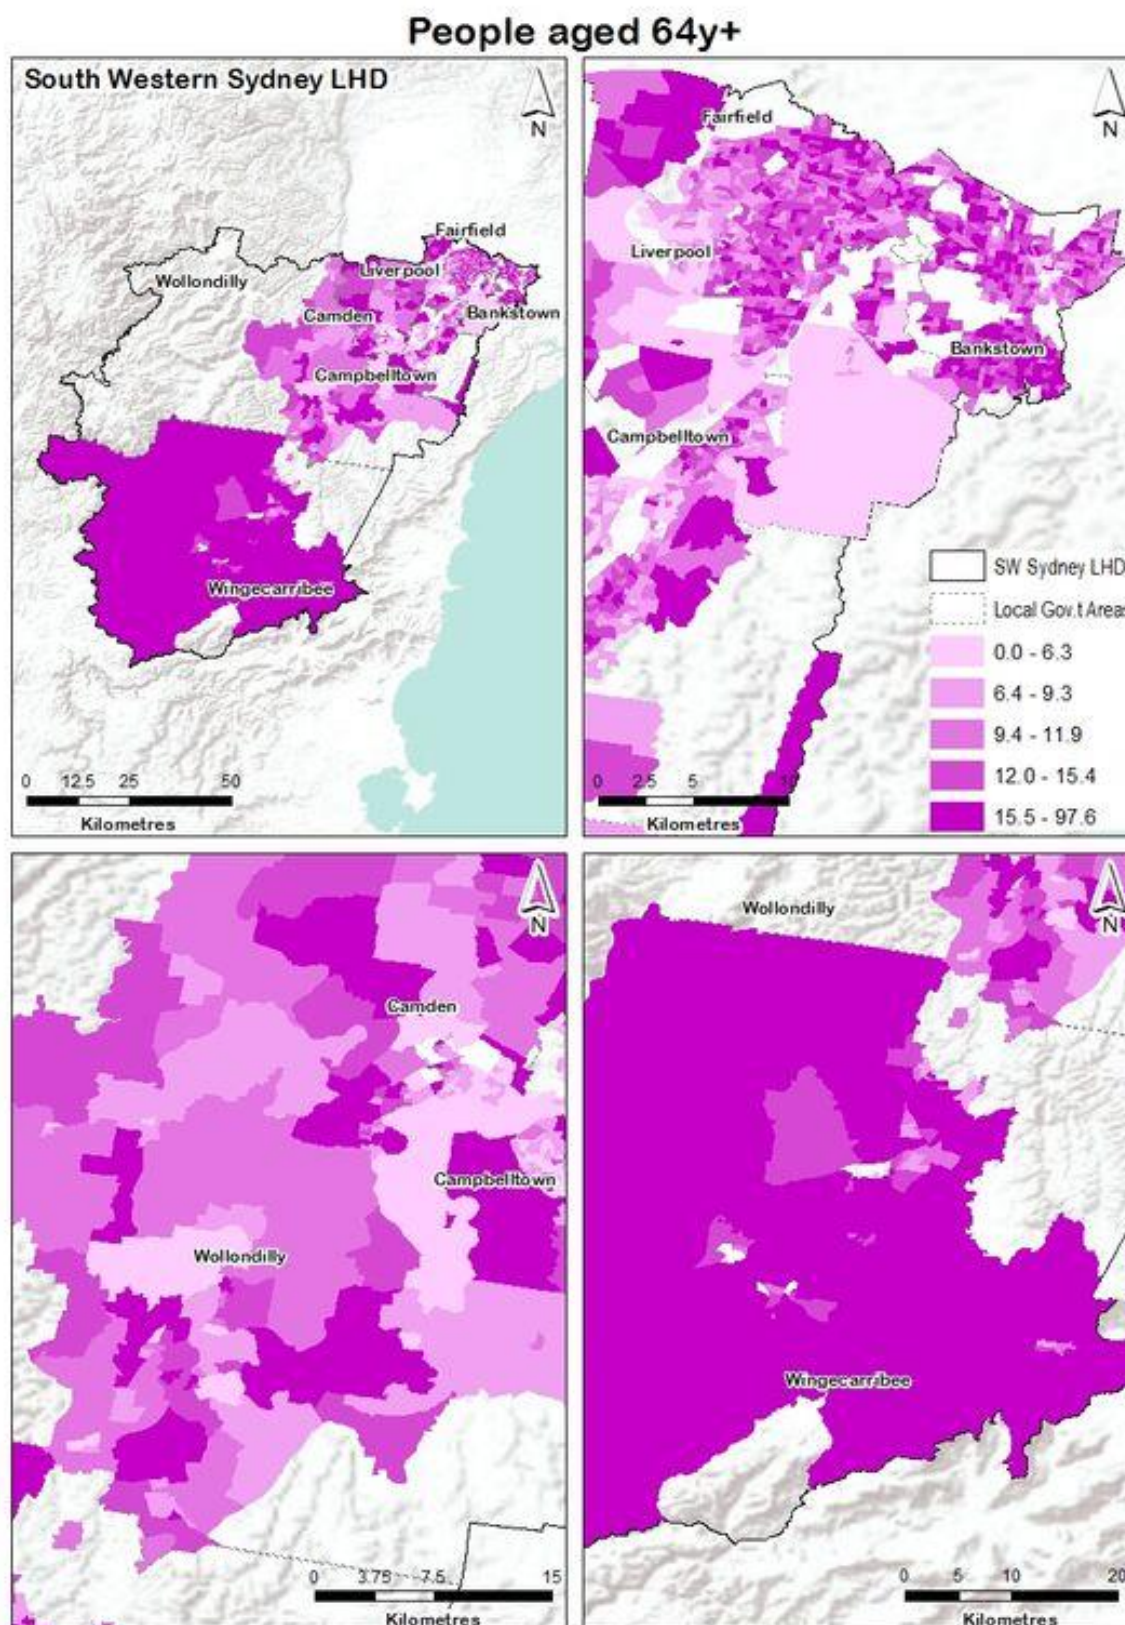 People aged 64y+
South Western Sydney LHD
N
Fairfield
Wollondilly
Liverpool
Camden
Bankstown
Campbelltown
Wingecarribee
0 12.5 25 50
Kilometres
N
Fairfield
Liverpool
Bankstown
Campbelltown
SW Sydney LHD
Local Gov.t Areas
0.0 - 6.3
6.4 - 9.3
9.4 - 11.9
12.0 - 15.4
15.5 - 97.6
0 2.5 5 10
Kilometres
N
Camden
Campbelltown
Wollondilly
0 3.75 7.5 15
Kilometres
N
Wollondilly
Wingecarribee
0 5 10 20
Kilometres